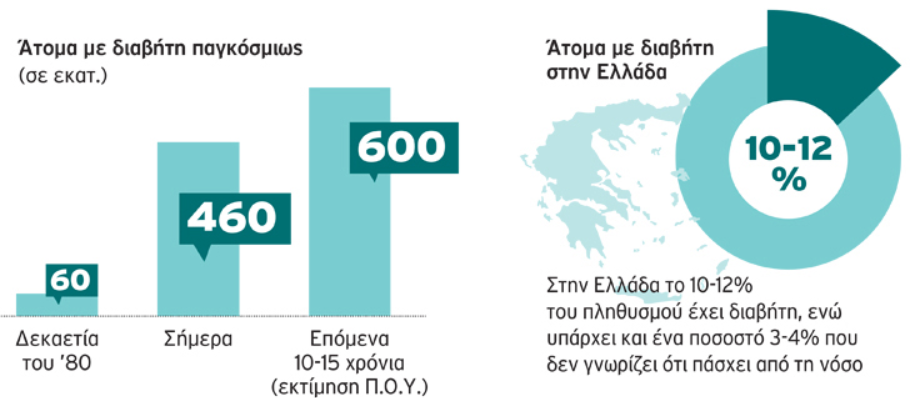 Άτομα με διαβήτη παγκόσμιως
(σε εκατ.)
60
460
600
Δεκαετία
του '80
Σήμερα
Επόμενα
10-15 χρόνια
(εκτίμηση Π.Ο.Υ.)
Άτομα με διαβήτη
στην Ελλάδα
10-12
%
Στην Ελλάδα το 10-12%
του πληθυσμού έχει διαβήτη, ενώ
υπάρχει και ένα ποσοστό 3-4% που
δεν γνωρίζει ότι πάσχει από τη νόσο